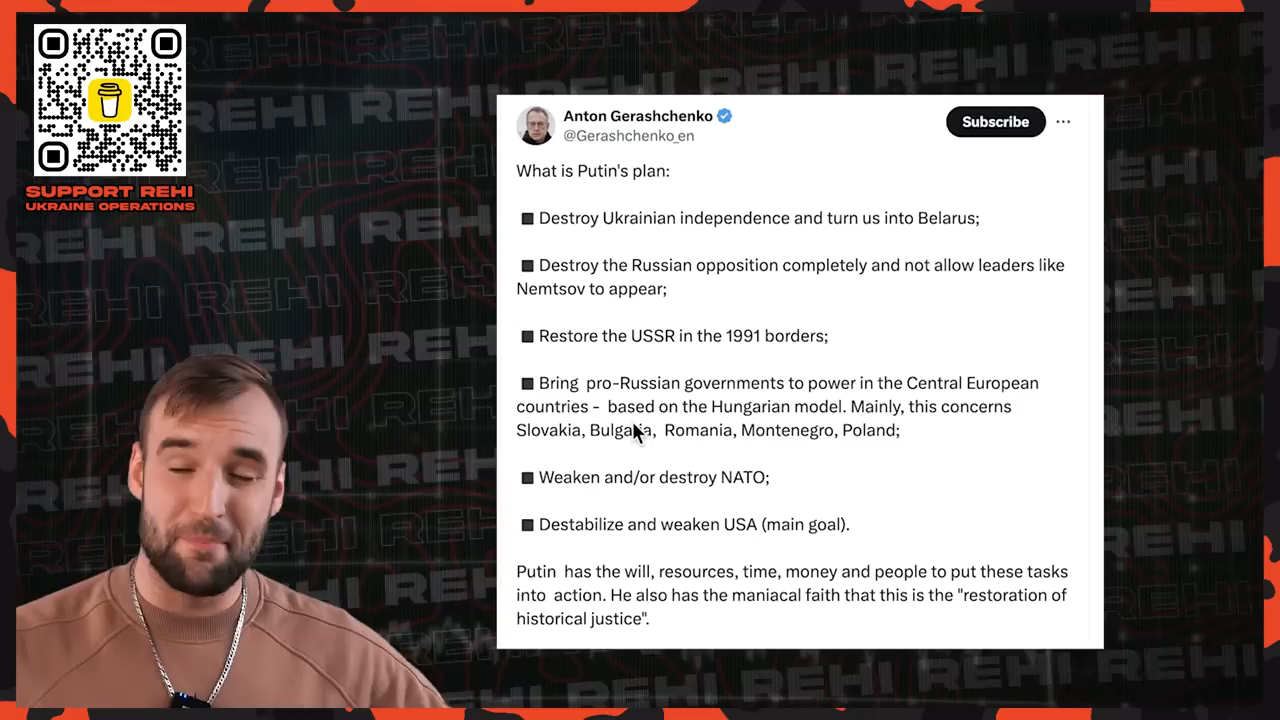 SUPPORT REHI
UKRAINE OPERATIONS
Anton Gerashchenko
@Gerashchenko_en
Subscribe
What is Putin's plan:
◼ Destroy Ukrainian independence and turn us into Belarus;
◼ Destroy the Russian opposition completely and not allow leaders like
Nemtsov to appear;
◼ Restore the USSR in the 1991 borders;
◼ Bring pro-Russian governments to power in the Central European
countries - based on the Hungarian model. Mainly, this concerns
Slovakia, Bulgaria, Romania, Montenegro, Poland;
◼ Weaken and/or destroy NATO;
◼ Destabilize and weaken USA (main goal).
Putin has the will, resources, time, money and people to put these tasks
into action. He also has the maniacal faith that this is the "restoration of
historical justice".
REHI REHI REHI REHI